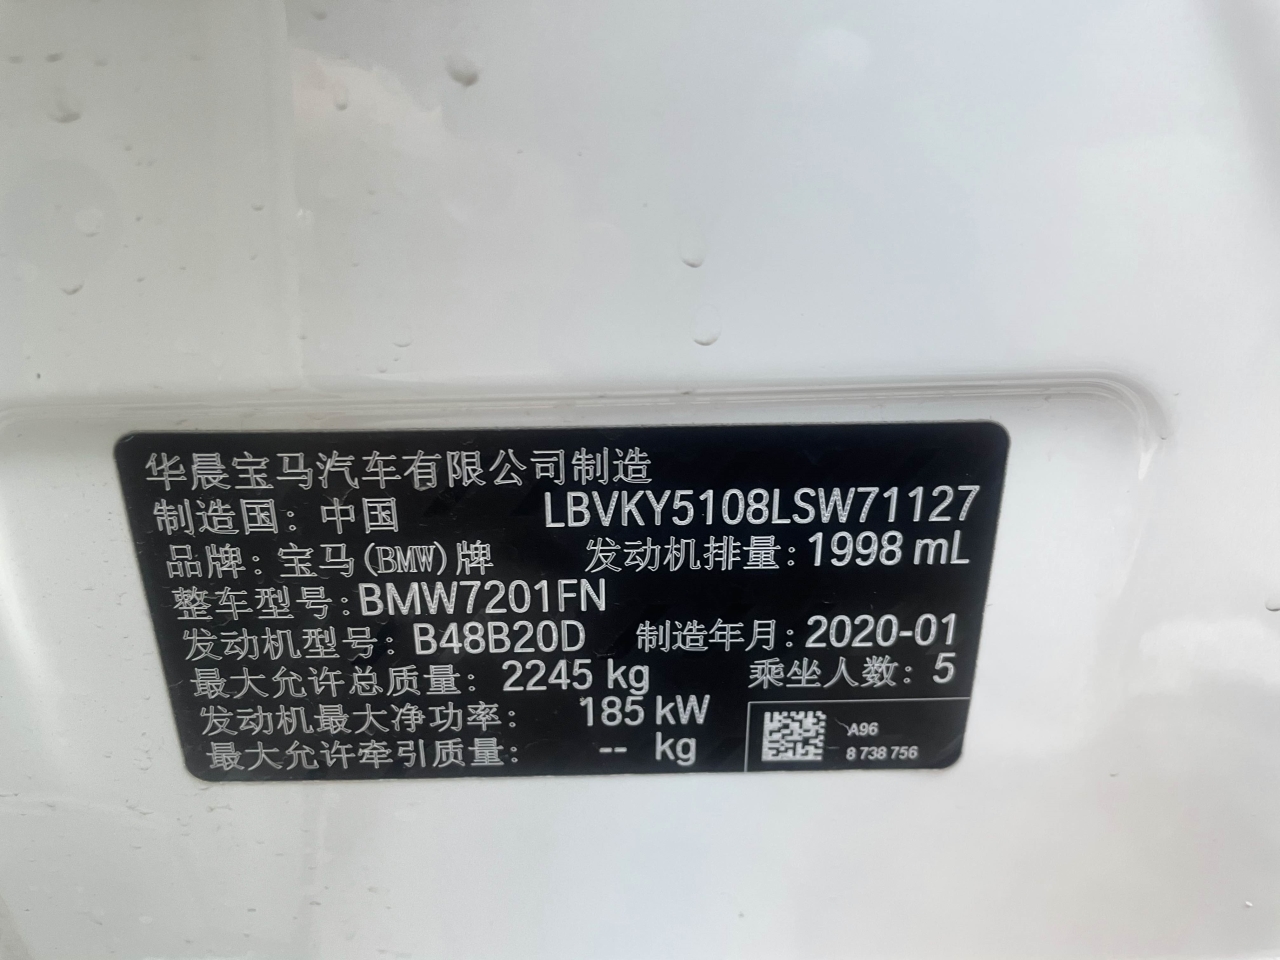 华晨宝马汽车有限公司制造
制造国：中国 LBVKY5108LSW71127
品牌：宝马(BMW)牌 发动机排量：1998 mL
整车型号：BMW7201FN
发动机型号：B48B20D 制造年月：2020-01
最大允许总质量：2245 kg 乘坐人数：5
发动机最大净功率： 185 kW
最大允许牵引质量： -- kg
A96
8 738 756